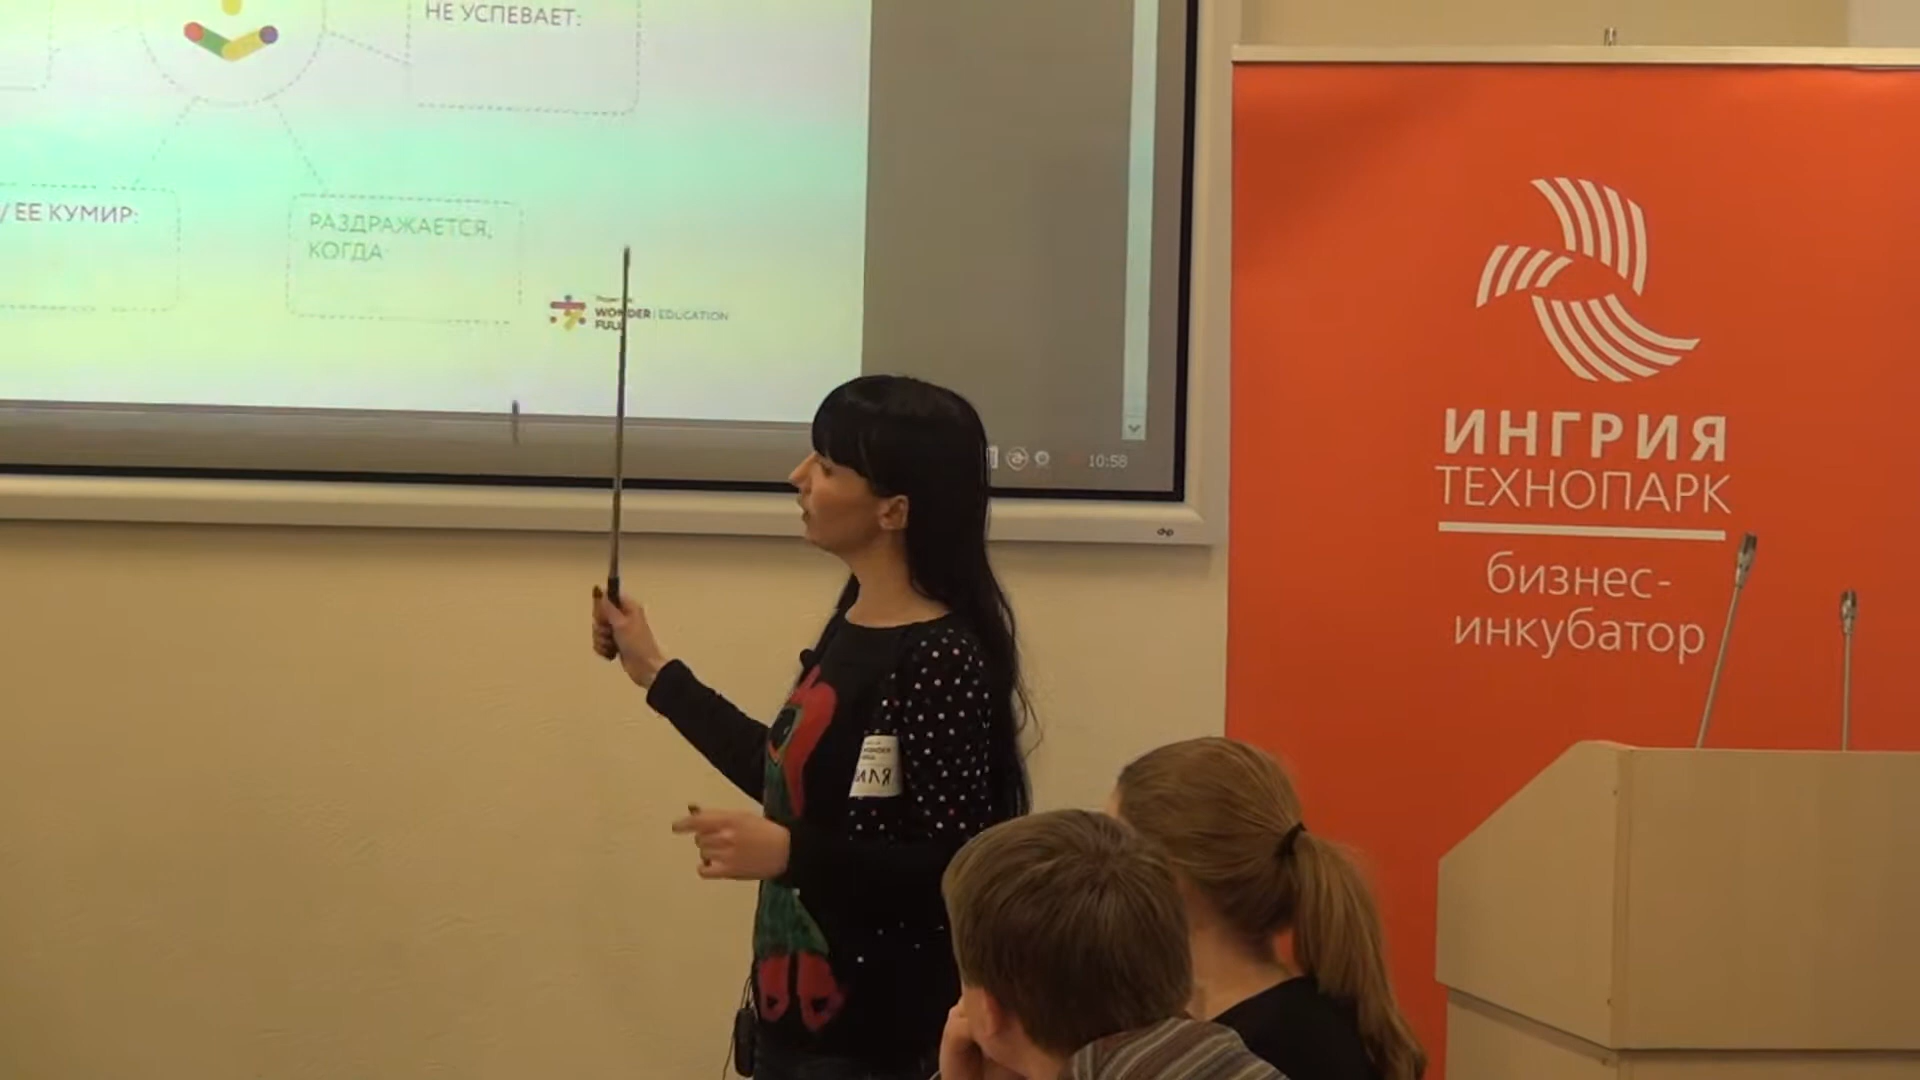 НЕ УСПЕВАЕТ:
/ ЕЕ КУМИР:
РАЗДРАЖАЕТСЯ,
КОГДА
WONDER | EDUCATION
FULL
10:58
ИНГРИЯ
ТЕХНОПАРК
бизнес-
инкубатор